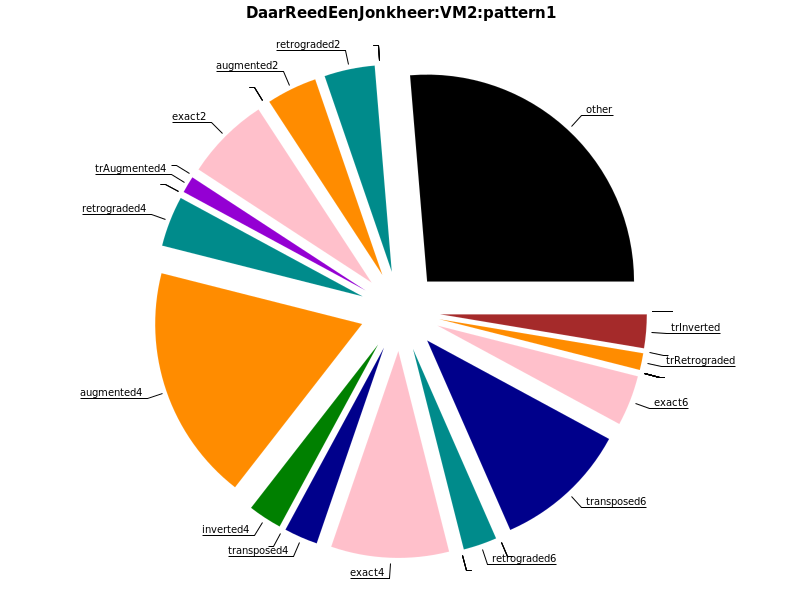 DaarReedEenJonkheer:VM2:pattern1
retrograded2
augmented2
other
exact2
trAugmented4
retrograded4
trInverted
trRetrograded
augmented4
exact6
transposed6
inverted4
transposed4
retrograded6
exact4